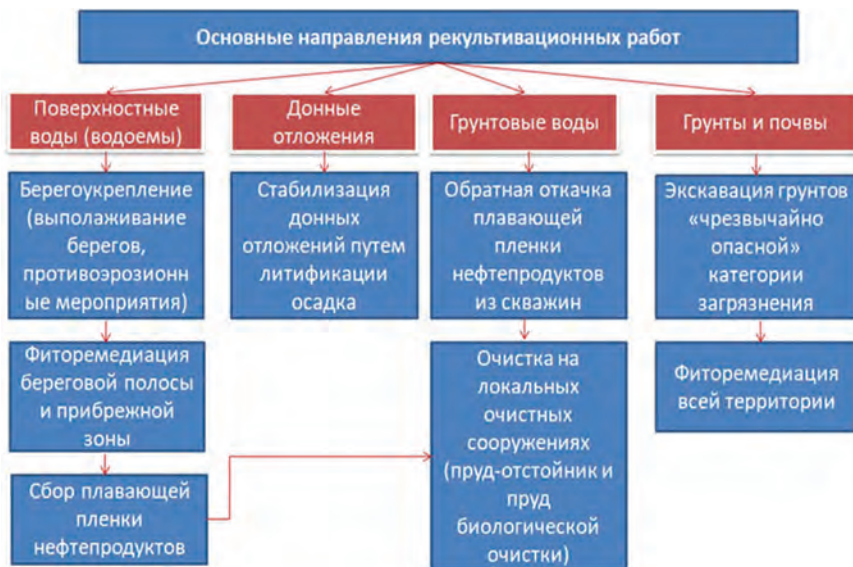 Основные направления рекультивационных работ
Поверхностные
воды (водоемы)
Донные
отложения
Грунтовые воды
Грунты и почвы
Берегоукрепление
(выполаживание
берегов,
противоэрозионн
ые мероприятия)
Стабилизация
донных
отложений путем
литификации
осадка
Обратная откачка
плавающей
пленки
нефтепродуктов
из скважин
Экскавация грунтов
«чрезвычайно
опасной»
категории
загрязнения
Фиторемедиация
береговой полосы
и прибрежной
зоны
Очистка на
локальных
очистных
сооружениях
(пруд-отстойник и
пруд
биологической
очистки)
Фиторемедиация
всей территории
Сбор плавающей
пленки
нефтепродуктов